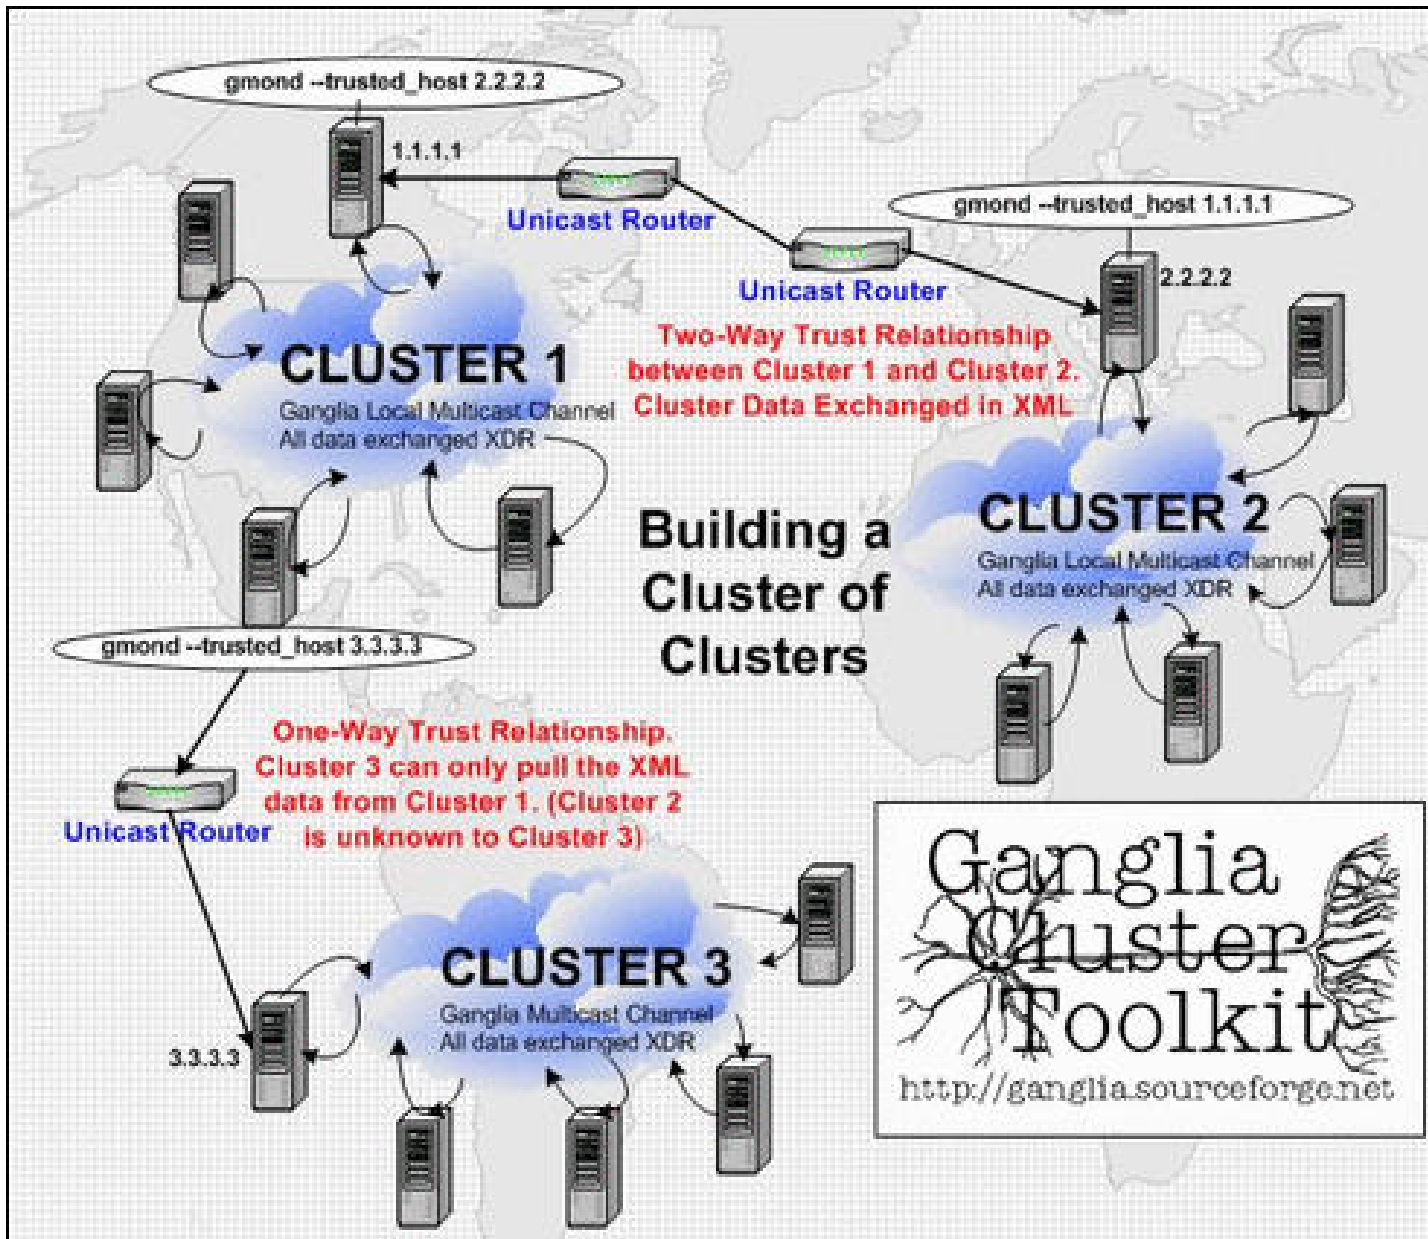 gmond --trusted_host 2.2.2.2
1.1.1.1
Unicast Router
gmond --trusted_host 1.1.1.1
Unicast Router
2.2.2.2
Two-Way Trust Relationship
between Cluster 1 and Cluster 2.
Cluster Data Exchanged in XML
CLUSTER 1
Ganglia Local Multicast Channel
All data exchanged XDR
CLUSTER 2
Ganglia Local Multicast Channel
All data exchanged XDR
Building a
Cluster of
Clusters
gmond --trusted_host 3.3.3.3
One-Way Trust Relationship.
Cluster 3 can only pull the XML
data from Cluster 1. (Cluster 2
is unknown to Cluster 3)
Unicast Router
CLUSTER 3
Ganglia Multicast Channel
All data exchanged XDR
3.3.3.3
Ganglia
Cluster
Toolkit
http://ganglia.sourceforge.net